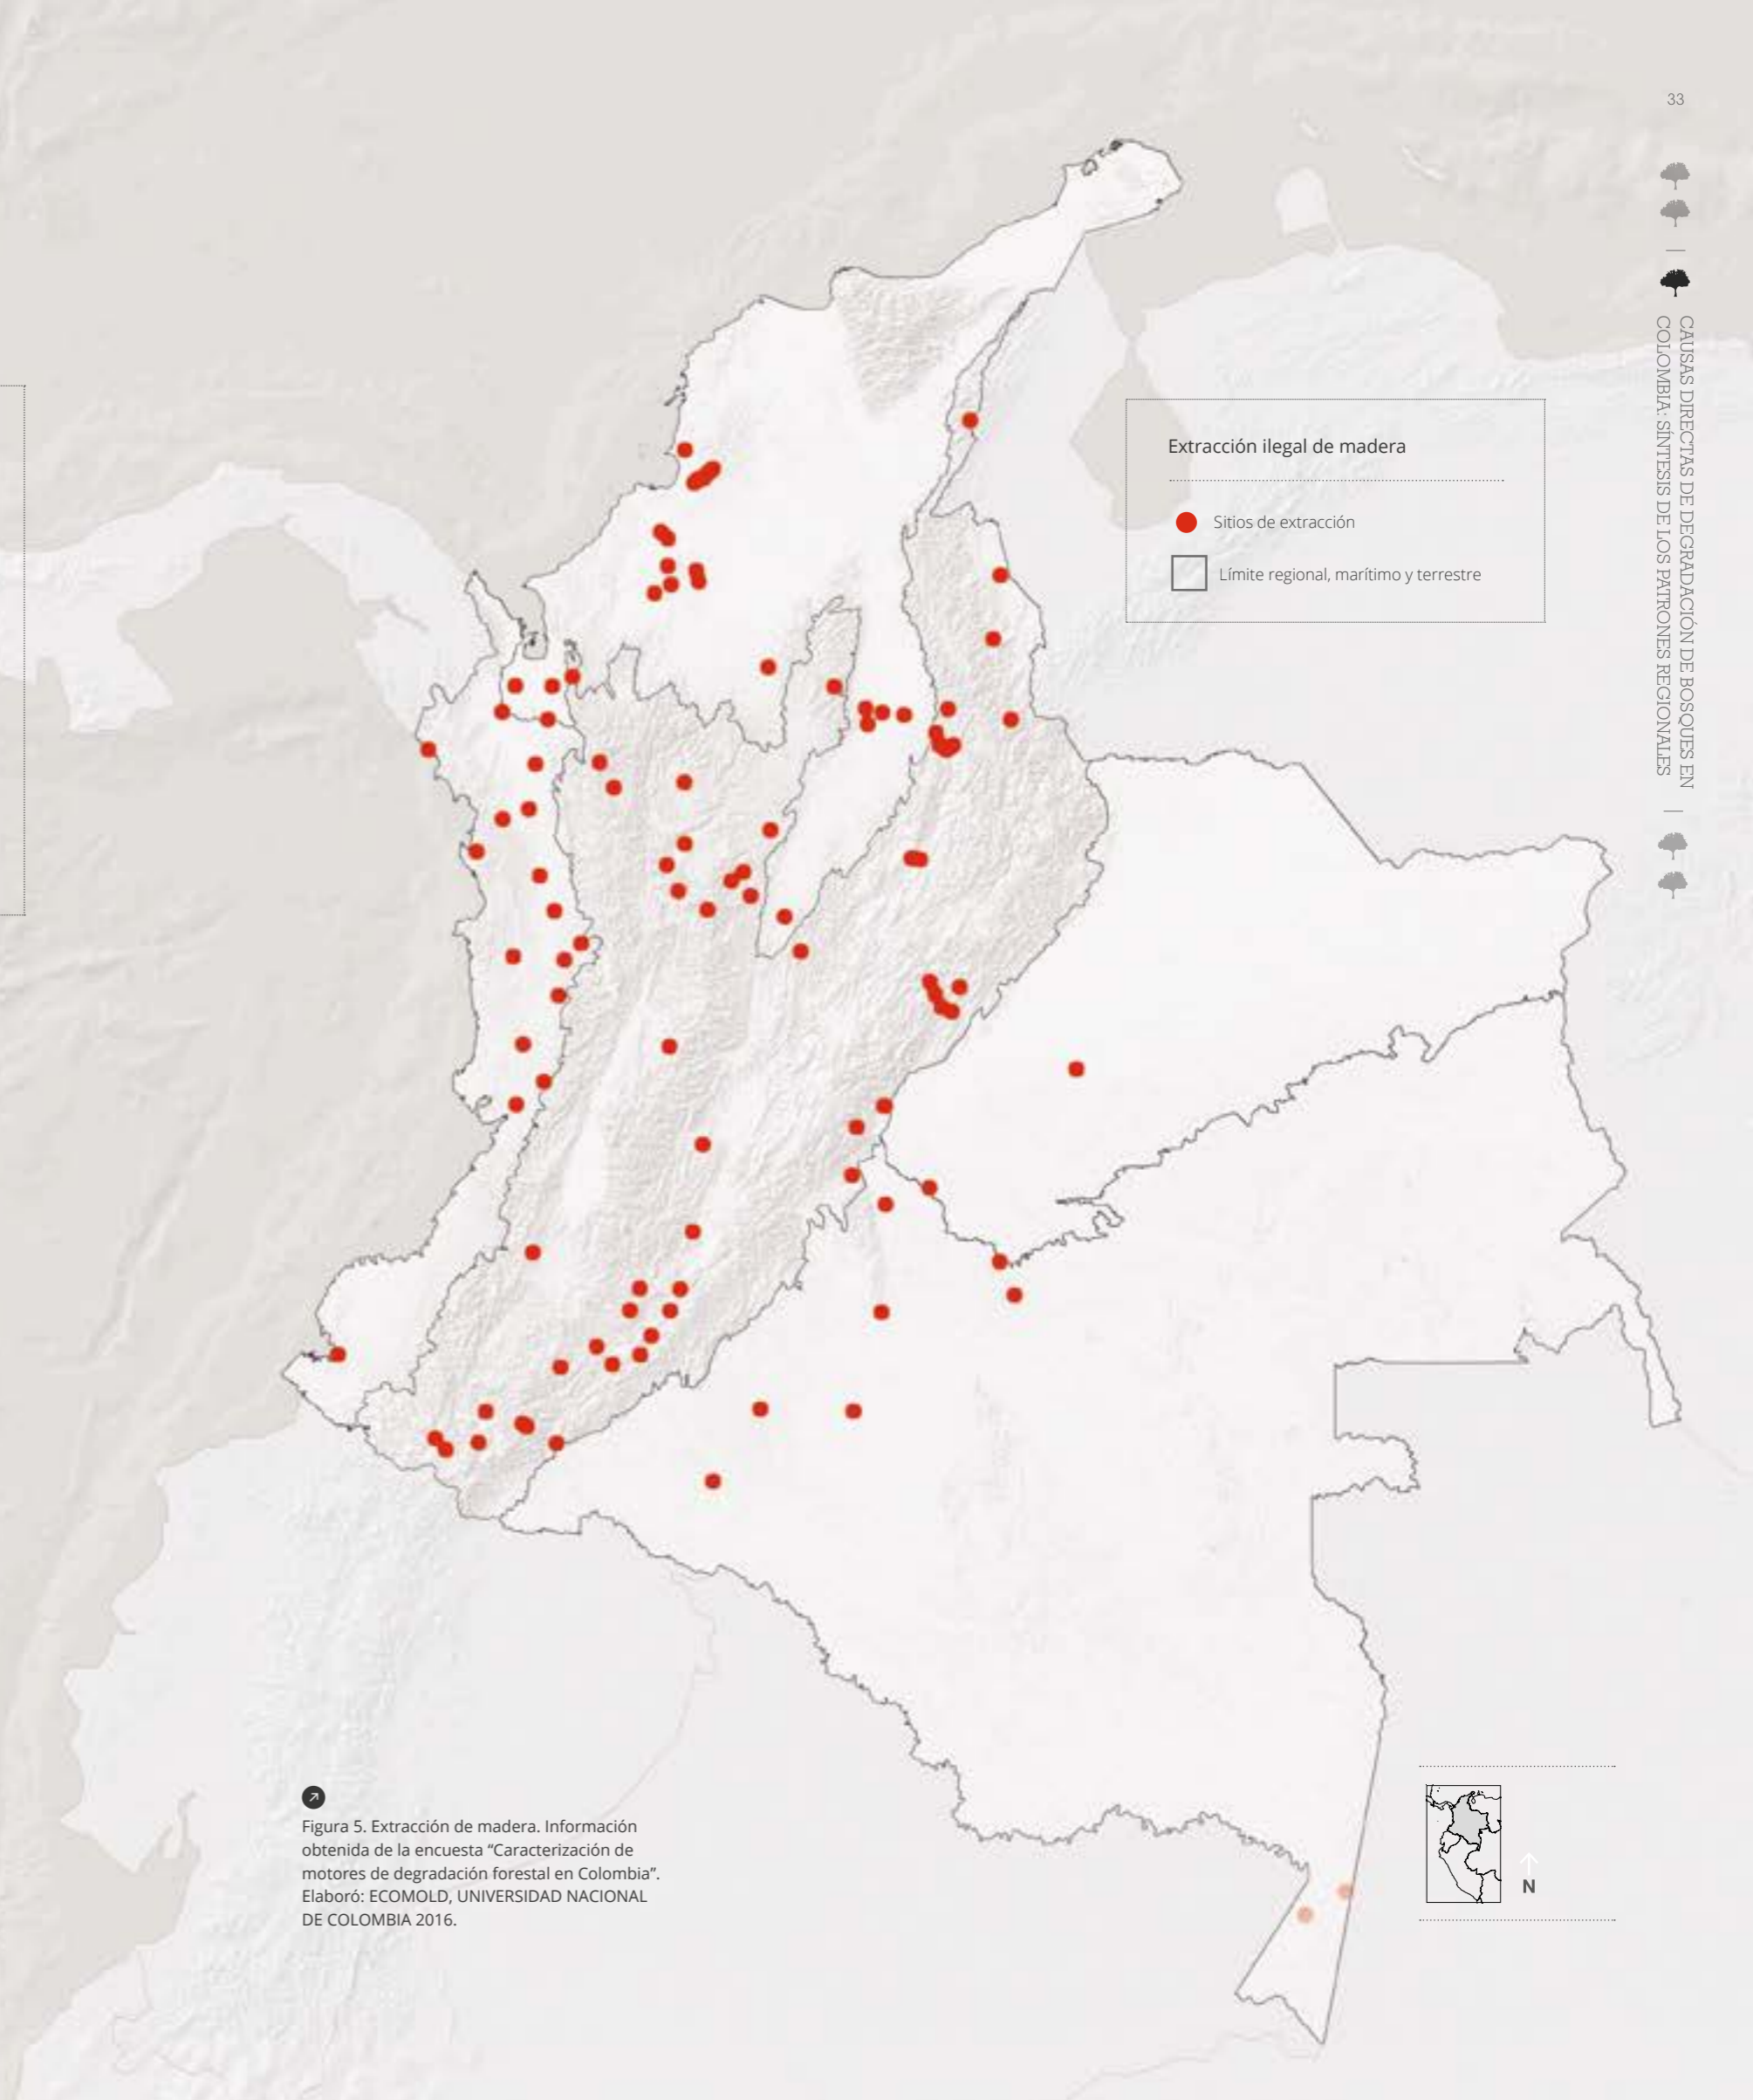 33
CAUSAS DIRECTAS DE DEGRADACIÓN DE BOSQUES EN
COLOMBIA: SÍNTESIS DE LOS PATRONES REGIONALES
Extracción ilegal de madera
Sitios de extracción
Límite regional, marítimo y terrestre
Figura 5. Extracción de madera. Información
obtenida de la encuesta “Caracterización de
motores de degradación forestal en Colombia”.
Elaboró: ECOMOLD, UNIVERSIDAD NACIONAL
DE COLOMBIA 2016.
N